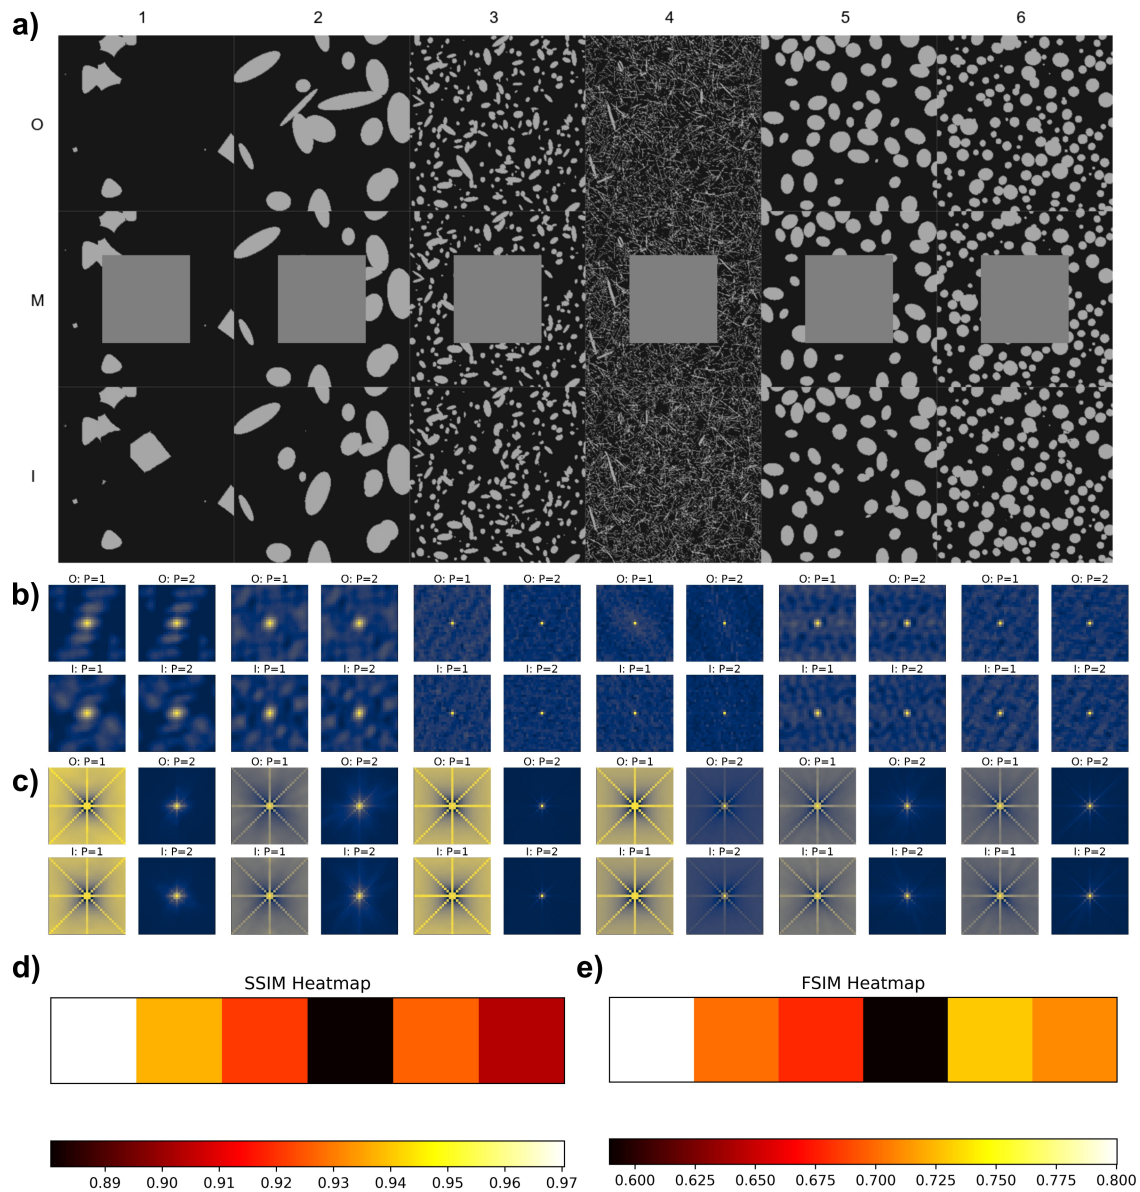 a)
1 2 3 4 5 6
O
M
I
b)
O: P=1 O: P=2 O: P=1 O: P=2 O: P=1 O: P=2 O: P=1 O: P=2 O: P=1 O: P=2 O: P=1 O: P=2
I: P=1 I: P=2 I: P=1 I: P=2 I: P=1 I: P=2 I: P=1 I: P=2 I: P=1 I: P=2 I: P=1 I: P=2
c)
O: P=1 O: P=2 O: P=1 O: P=2 O: P=1 O: P=2 O: P=1 O: P=2 O: P=1 O: P=2 O: P=1 O: P=2
I: P=1 I: P=2 I: P=1 I: P=2 I: P=1 I: P=2 I: P=1 I: P=2 I: P=1 I: P=2 I: P=1 I: P=2
d)
SSIM Heatmap
0.89 0.90 0.91 0.92 0.93 0.94 0.95 0.96 0.97
e)
FSIM Heatmap
0.600 0.625 0.650 0.675 0.700 0.725 0.750 0.775 0.800